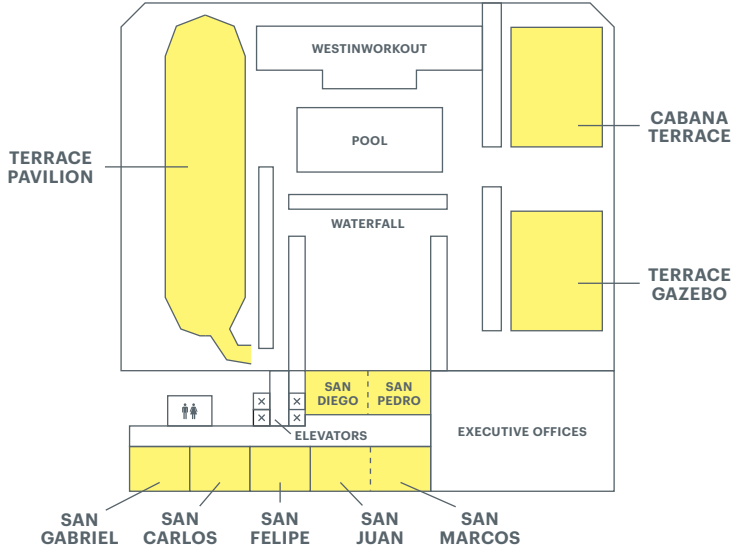 WESTINWORKOUT
CABANA
TERRACE
POOL
TERRACE
PAVILION
WATERFALL
TERRACE
GAZEBO
SAN
DIEGO
SAN
PEDRO
ELEVATORS
EXECUTIVE OFFICES
SAN
GABRIEL
SAN
CARLOS
SAN
FELIPE
SAN
JUAN
SAN
MARCOS